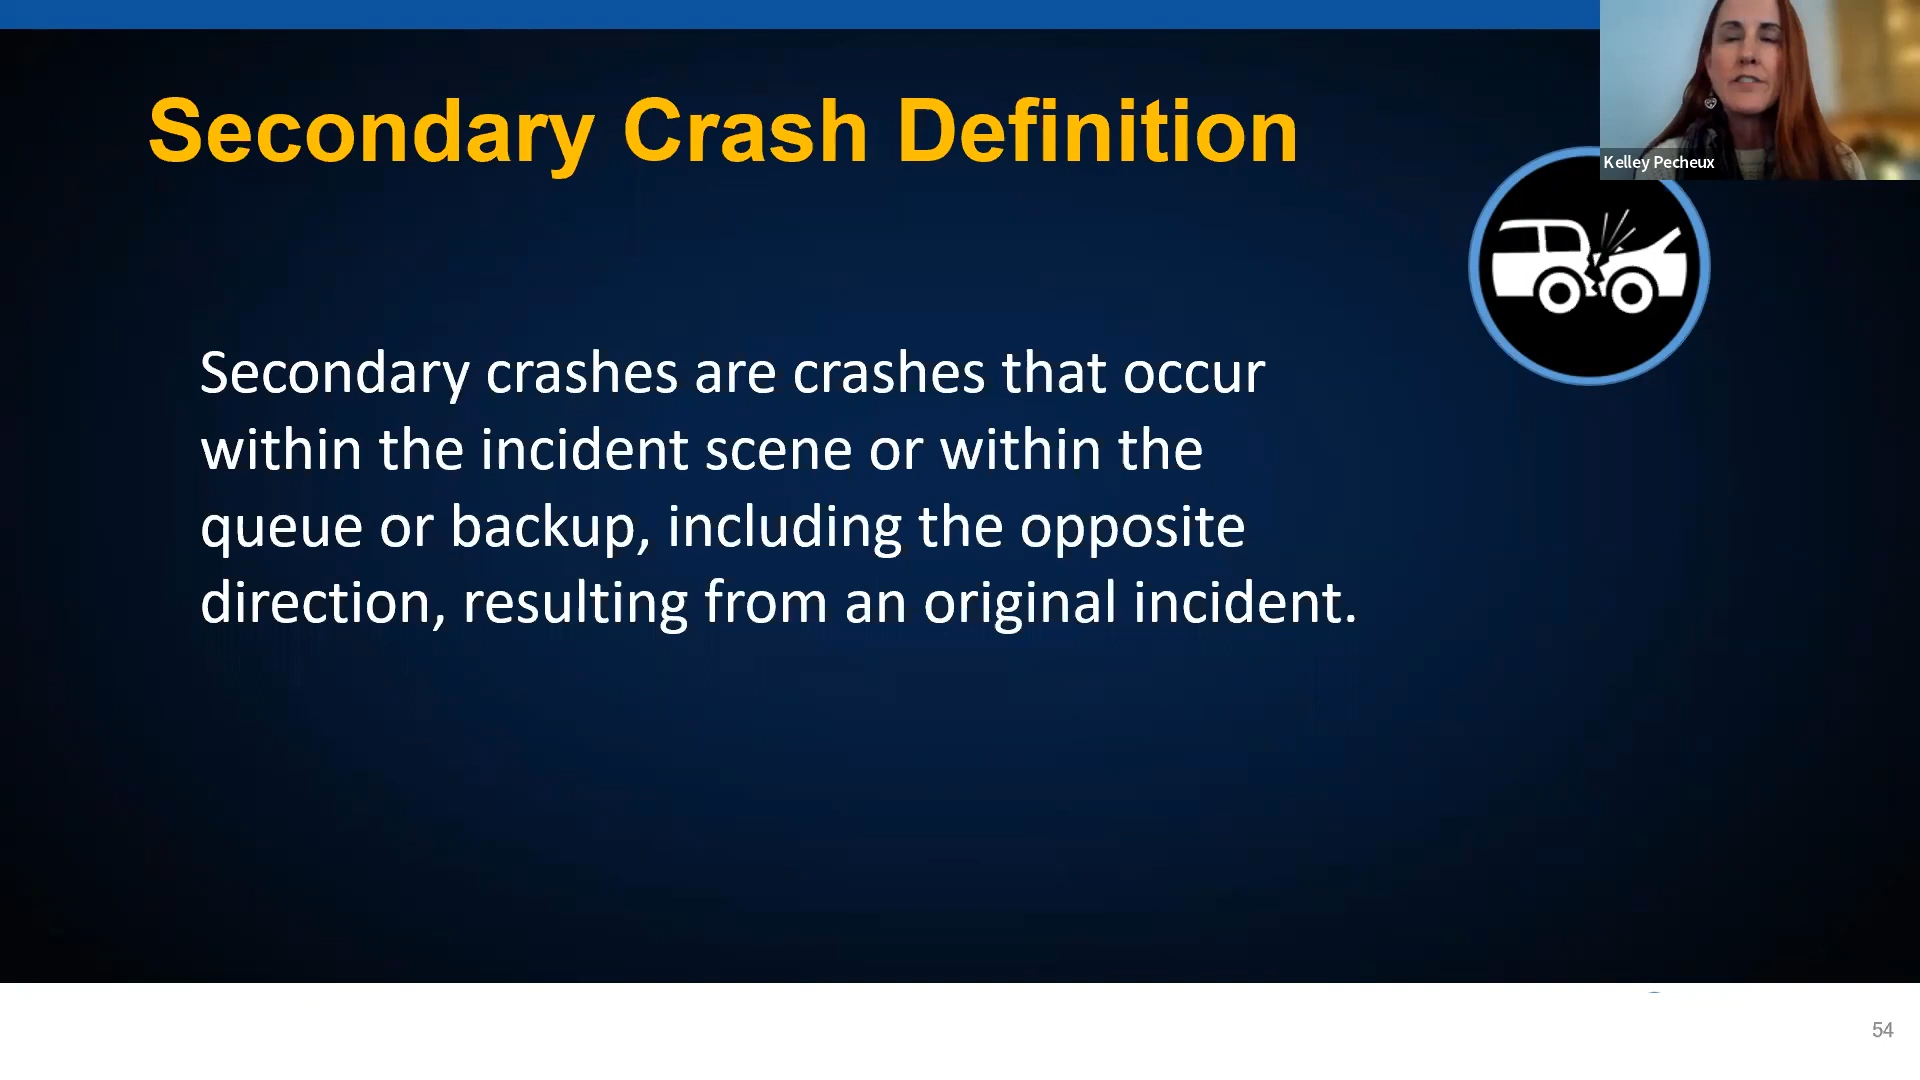 Secondary Crash Definition
Kelley Pecheux
Secondary crashes are crashes that occur
within the incident scene or within the
queue or backup, including the opposite
direction, resulting from an original incident.
54